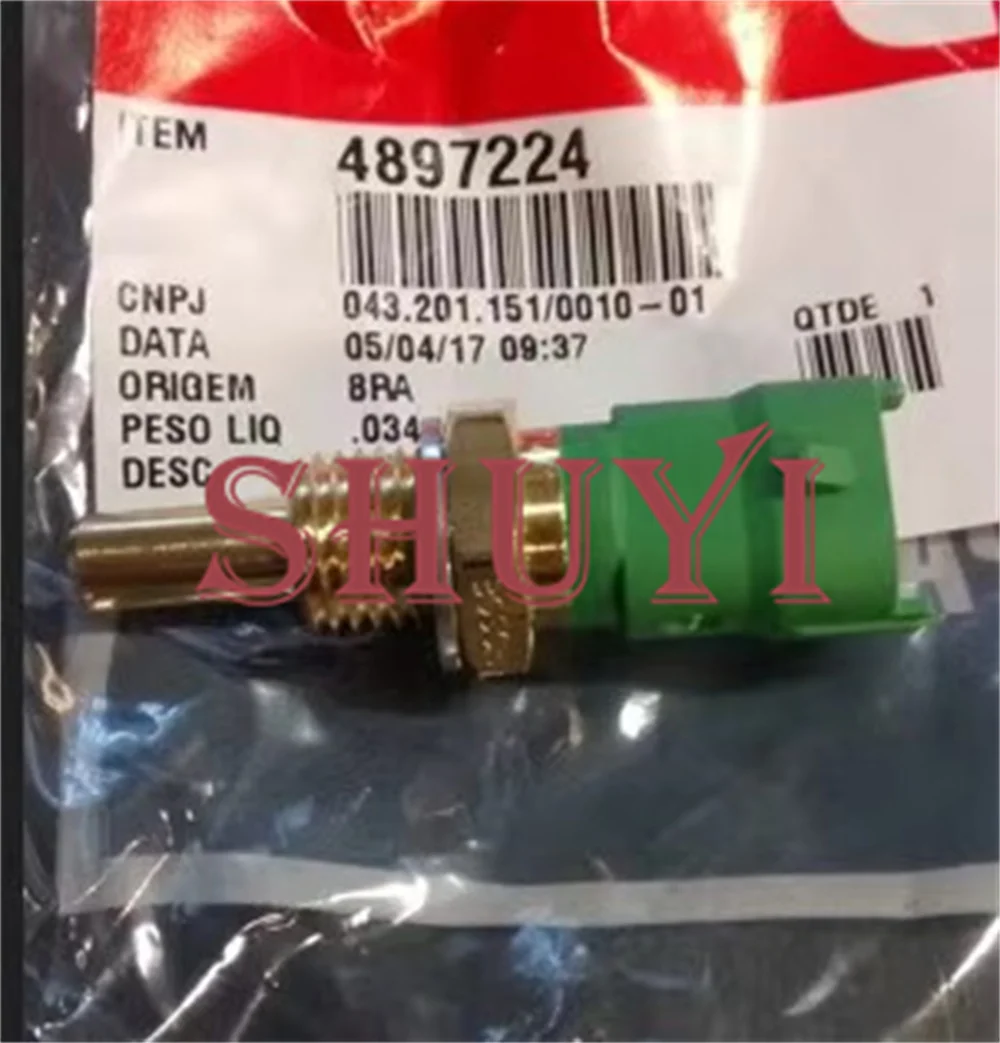 ITEM 4897224
CNPJ 043.201.151/0010-01
QTDE 1
DATA 05/04/17 09:37
ORIGEM BRA
PESO LIQ .034
DESC
SHUYI